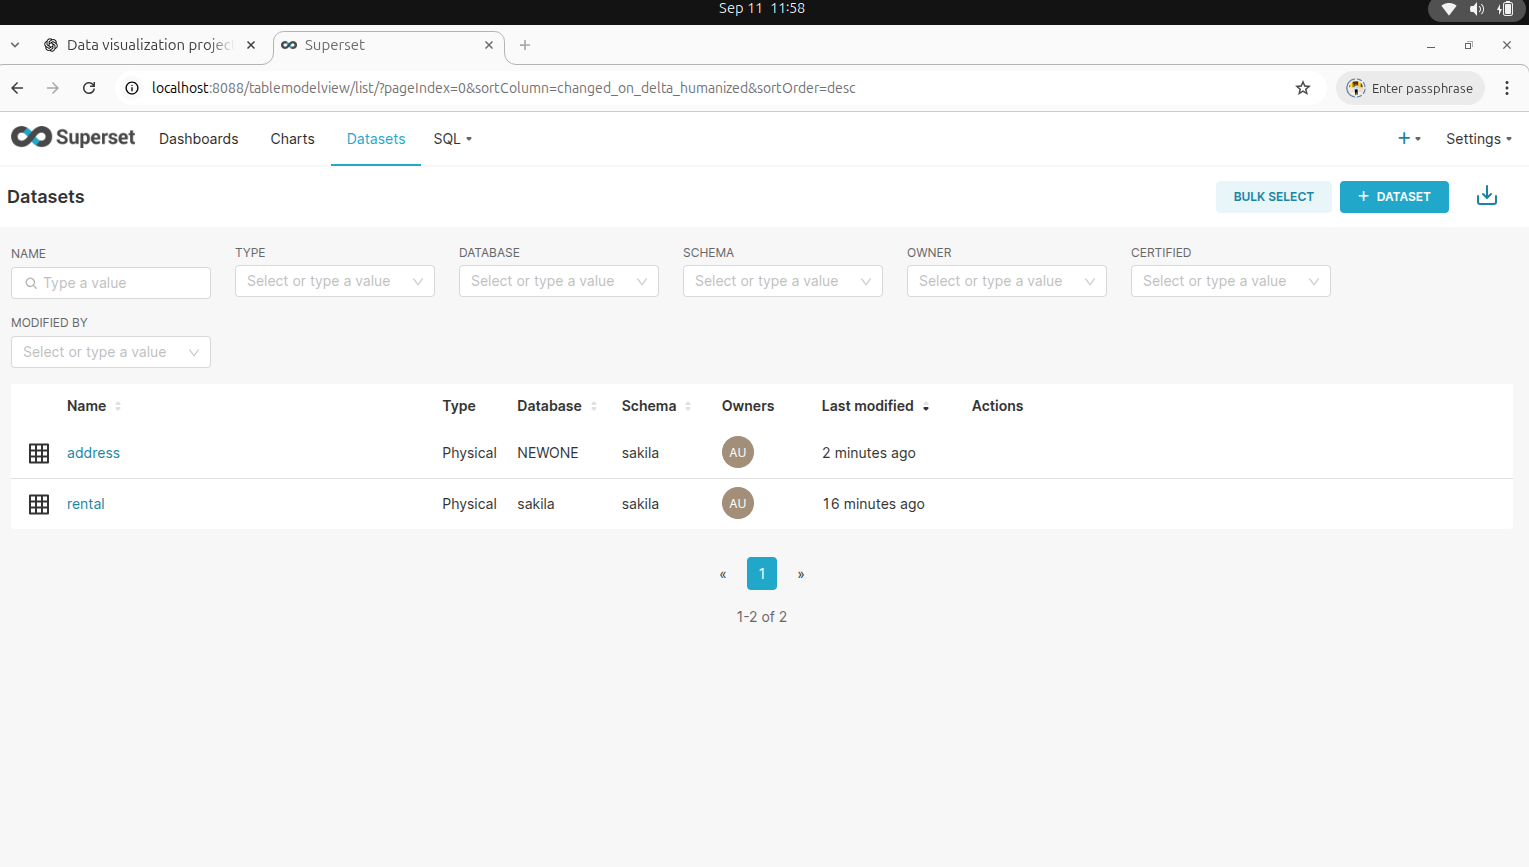 Sep 11 11:58
Data visualization projec
Superset
localhost:8088/tablemodelview/list/?pageIndex=0&sortColumn=changed_on_delta_humanized&sortOrder=desc
Enter passphrase
Superset Dashboards Charts Datasets SQL + Settings
Datasets
BULK SELECT + DATASET
NAME TYPE DATABASE SCHEMA OWNER CERTIFIED
Type a value Select or type a value Select or type a value Select or type a value Select or type a value Select or type a value
MODIFIED BY
Select or type a value
Name Type Database Schema Owners Last modified Actions
address Physical NEWONE sakila AU 2 minutes ago
rental Physical sakila sakila AU 16 minutes ago
« 1 »
1-2 of 2